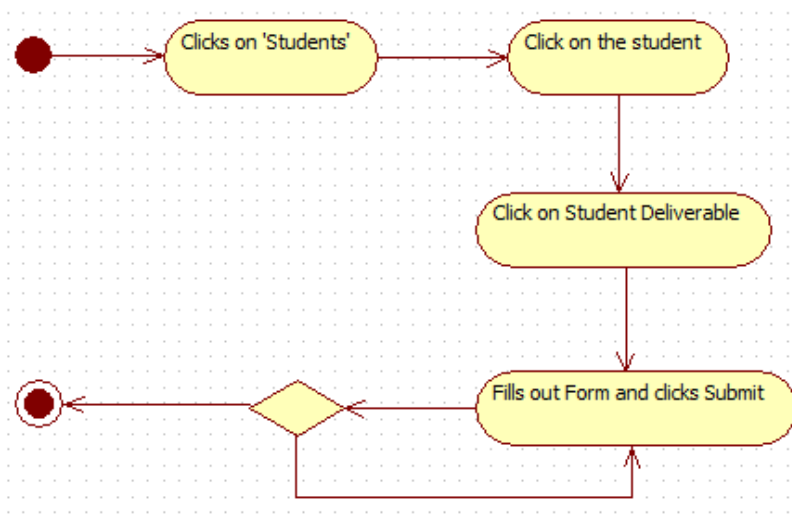 Clicks on 'Students'
Click on the student
Click on Student Deliverable
Fills out Form and clicks Submit